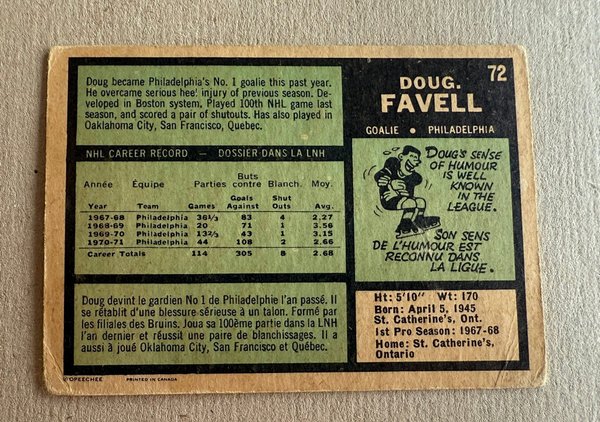 72
DOUG.
FAVELL
GOALIE • PHILADELPHIA
Doug became Philadelphia's No. 1 goalie this past year.
He overcame serious heel injury of previous season. De-
veloped in Boston system, Played 100th NHL game last
season, and scored a pair of shutouts. Has also played in
Oaklahoma City, San Francisco, Quebec.
NHL CAREER RECORD — DOSSIER DANS LA LNH
Buts
Année Équipe Parties contre Blanch. Moy.
Goals Shut
Year Team Games Against Outs Avg.
1967-68 Philadelphia 36⅓ 83 4 2.27
1968-69 Philadelphia 20 71 1 3.56
1969-70 Philadelphia 13⅔ 43 1 3.15
1970-71 Philadelphia 44 108 2 2.66
Career Totals 114 305 8 2.68
DOUG'S SENSE
OF HUMOUR
IS WELL
KNOWN
IN THE
LEAGUE.
SON SENS
DE L'HUMOUR EST
RECONNU DANS
LA LIGUE.
Doug devint le gardien No 1 de Philadelphie l'an passé. Il
se rétablit d'une blessure sérieuse à un talon. Formé par
les filiales des Bruins. Joua sa 100ème partie dans la LNH
l'an dernier et réussit une paire de blanchissages. Il
a aussi à joué Oklahoma City, San Francisco et Québec.
Ht: 5'10" Wt: 170
Born: April 5, 1945
St. Catherine's, Ont.
1st Pro Season: 1967-68
Home: St. Catherine's,
Ontario
©OPEECHEE PRINTED IN CANADA